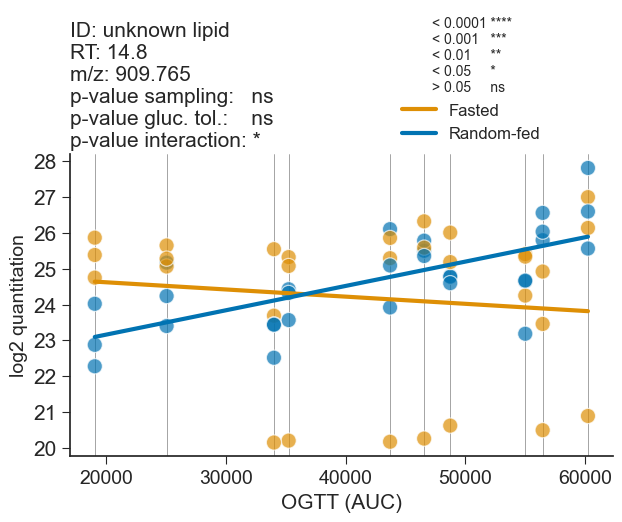 ID: unknown lipid
RT: 14.8
m/z: 909.765
p-value sampling: ns
p-value gluc. tol.: ns
p-value interaction: *
< 0.0001 ****
< 0.001 ***
< 0.01 **
< 0.05 *
> 0.05 ns
Fasted
Random-fed
28
27
26
25
24
23
22
21
20
log2 quantitation
20000 30000 40000 50000 60000
OGTT (AUC)